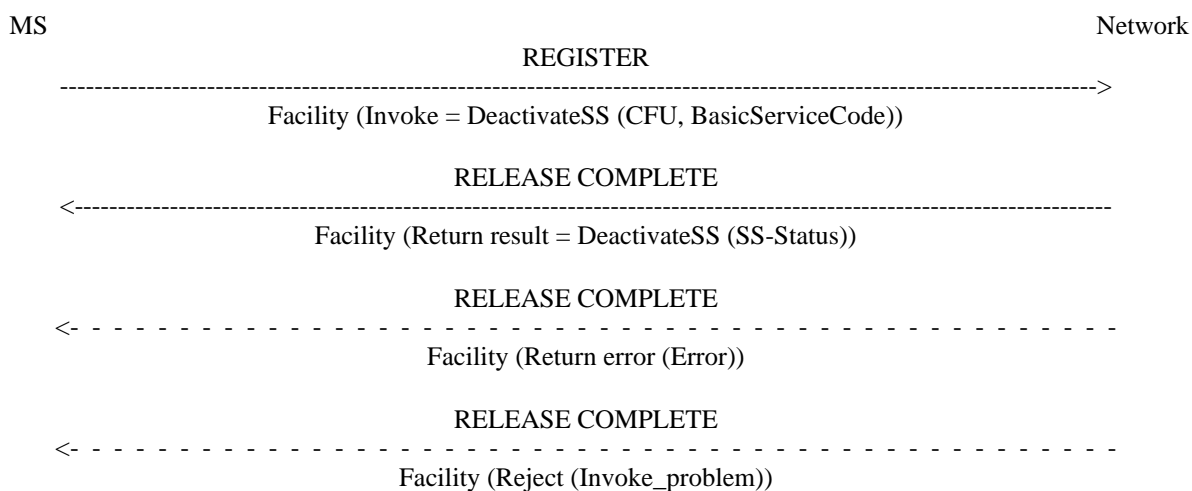 MS Network
REGISTER
Facility (Invoke = DeactivateSS (CFU, BasicServiceCode))
RELEASE COMPLETE
Facility (Return result = DeactivateSS (SS-Status))
RELEASE COMPLETE
Facility (Return error (Error))
RELEASE COMPLETE
Facility (Reject (Invoke_problem))